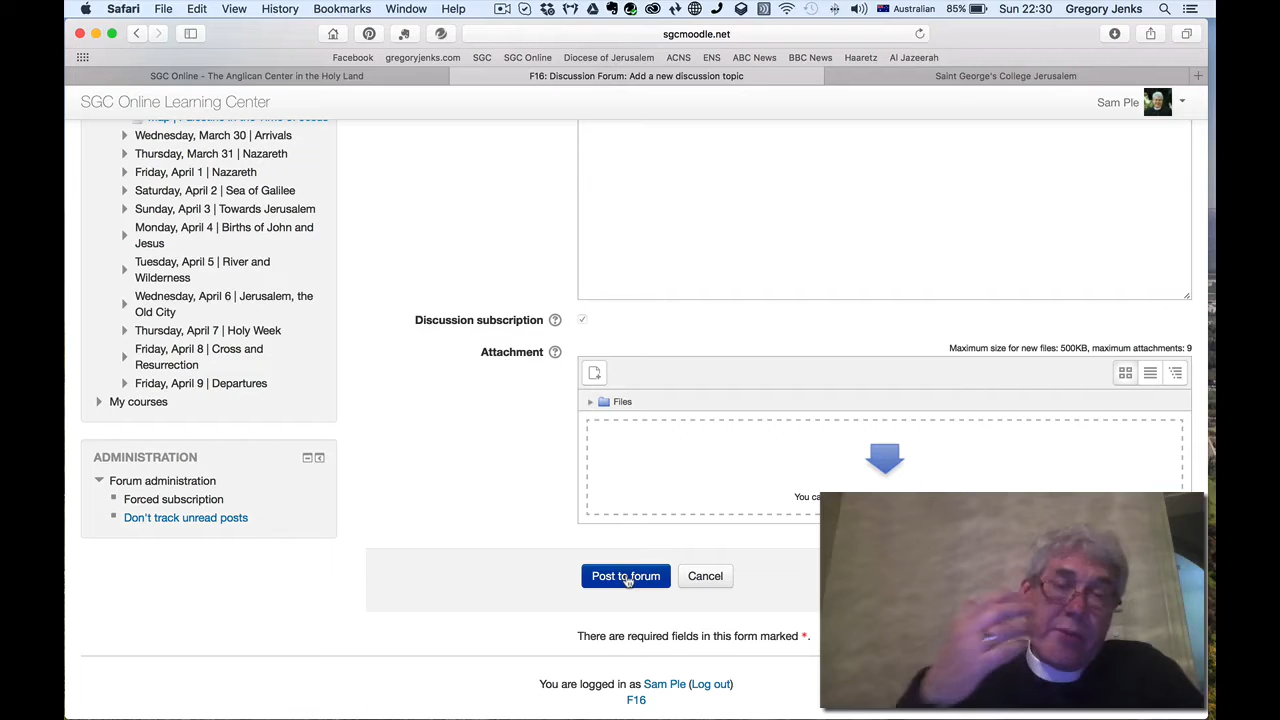 Safari File Edit View History Bookmarks Window Help Australian 85% Sun 22:30 Gregory Jenks
sgcmoodle.net
Facebook gregoryjenks.com SGC SGC Online Diocese of Jerusalem ACNS ENS ABC News BBC News Haaretz Al Jazeerah
SGC Online - The Anglican Center in the Holy Land F16: Discussion Forum: Add a new discussion topic Saint George's College Jerusalem
SGC Online Learning Center Sam Ple
Map | Palestine in the Time of Jesus
Wednesday, March 30 | Arrivals
Thursday, March 31 | Nazareth
Friday, April 1 | Nazareth
Saturday, April 2 | Sea of Galilee
Sunday, April 3 | Towards Jerusalem
Monday, April 4 | Births of John and
Jesus
Tuesday, April 5 | River and
Wilderness
Wednesday, April 6 | Jerusalem, the
Old City
Thursday, April 7 | Holy Week
Friday, April 8 | Cross and
Resurrection
Friday, April 9 | Departures
My courses
ADMINISTRATION
Forum administration
Forced subscription
Don't track unread posts
Discussion subscription
Attachment
Maximum size for new files: 500KB, maximum attachments: 9
Files
You
Post to forum Cancel
There are required fields in this form marked *.
You are logged in as Sam Ple (Log out)
F16